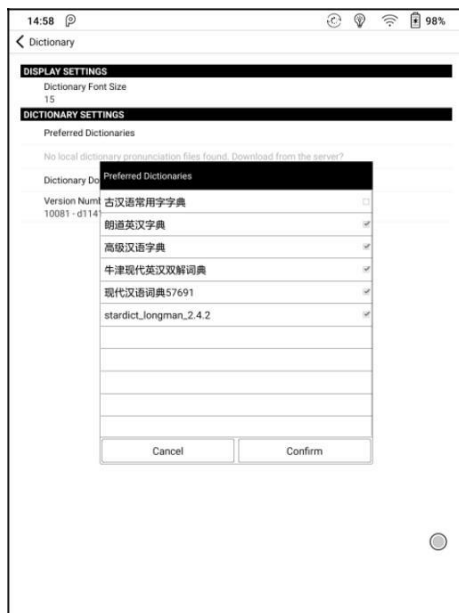 14:58 98%
Dictionary
DISPLAY SETTINGS
Dictionary Font Size
15
DICTIONARY SETTINGS
Preferred Dictionaries
No local dictionary pronunciation files found. Download from the server?
Dictionary Do
Version Numb
10081 - d114
Preferred Dictionaries
古汉语常用字字典
朗道英汉字典
高级汉语字典
牛津现代英汉双解词典
现代汉语词典57691
stardict_longman_2.4.2
Cancel Confirm